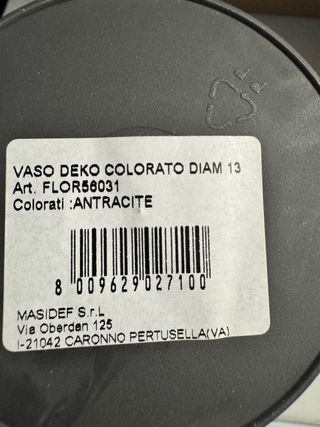 PP
VASO DEKO COLORATO DIAM 13
Art. FLOR56031
Colorati :ANTRACITE
8 009629 027100
MASIDEF S.r.L
Via Oberdan 125
I-21042 CARONNO PERTUSELLA(VA)